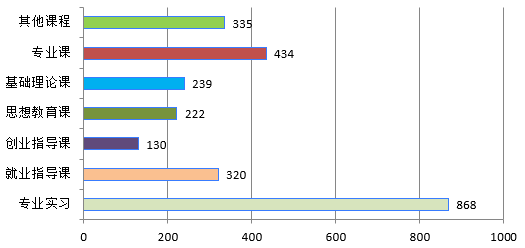 其他课程 335
专业课 434
基础理论课 239
思想教育课 222
创业指导课 130
就业指导课 320
专业实习 868
0 200 400 600 800 1000